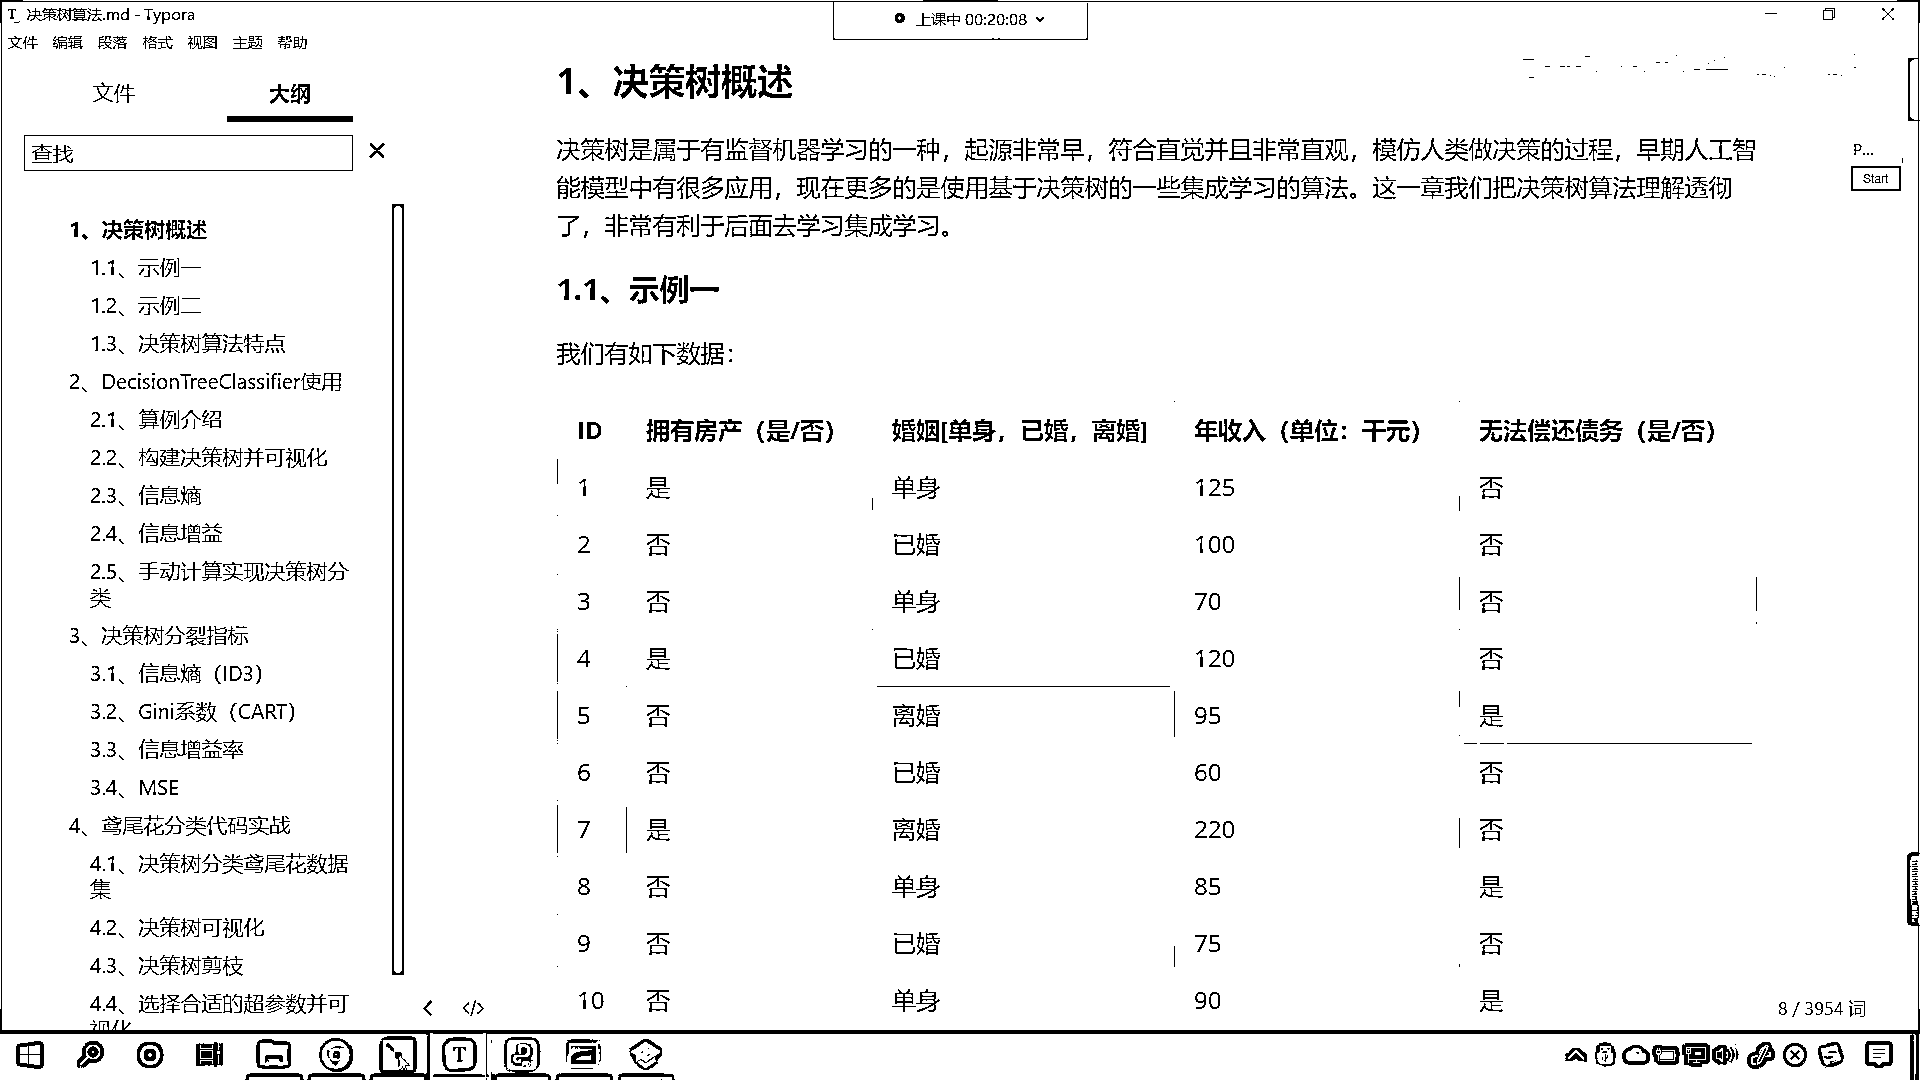 决策树算法.md - Typora
上课中 00:20:08
文件 编辑 段落 格式 视图 主题 帮助
文件 大纲
查找
1、决策树概述
1.1、示例一
1.2、示例二
1.3、决策树算法特点
2、DecisionTreeClassifier使用
2.1、算例介绍
2.2、构建决策树并可视化
2.3、信息熵
2.4、信息增益
2.5、手动计算实现决策树分
类
3、决策树分裂指标
3.1、信息熵（ID3）
3.2、Gini系数（CART）
3.3、信息增益率
3.4、MSE
4、鸢尾花分类代码实战
4.1、决策树分类鸢尾花数据
集
4.2、决策树可视化
4.3、决策树剪枝
4.4、选择合适的超参数并可
视化
1、决策树概述
决策树是属于有监督机器学习的一种，起源非常早，符合直觉并且非常直观，模仿人类做决策的过程，早期人工智
能模型中有很多应用，现在更多的是使用基于决策树的一些集成学习的算法。这一章我们把决策树算法理解透彻
了，非常有利于后面去学习集成学习。
1.1、示例一
我们有如下数据：
ID 拥有房产（是/否） 婚姻[单身，已婚，离婚] 年收入（单位：千元） 无法偿还债务（是/否）
1 是 单身 125 否
2 否 已婚 100 否
3 否 单身 70 否
4 是 已婚 120 否
5 否 离婚 95 是
6 否 已婚 60 否
7 是 离婚 220 否
8 否 单身 85 是
9 否 已婚 75 否
10 否 单身 90 是
P...
Start
8 / 3954 词